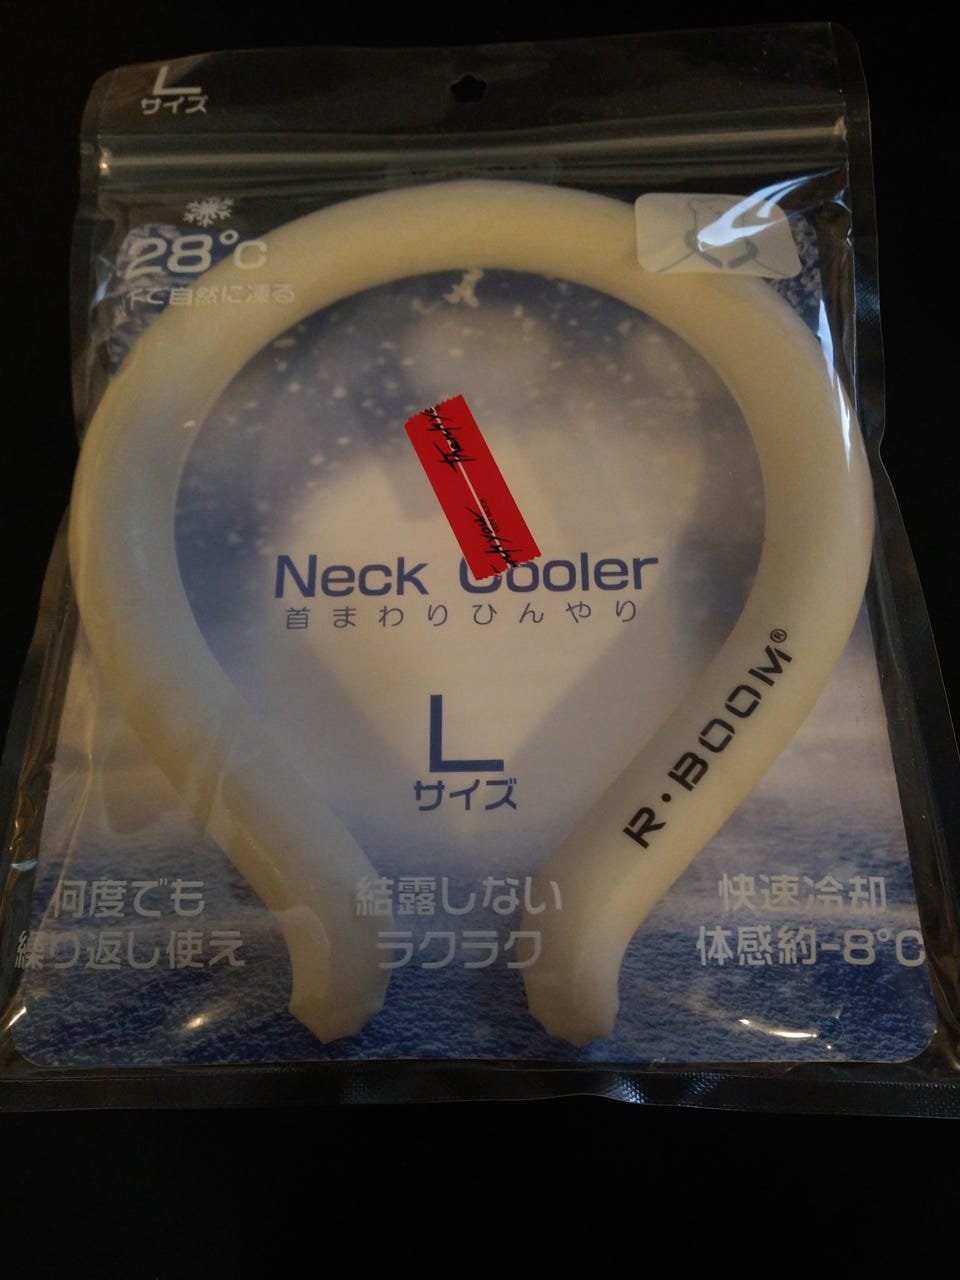 L
サイズ
28°C
で自然に凍る
Neck Cooler
首まわりひんやり
L
サイズ
R・BOOM®
何度でも
繰り返し使え
結露しない
ラクラク
快速冷却
体感約-8°C
Thank you